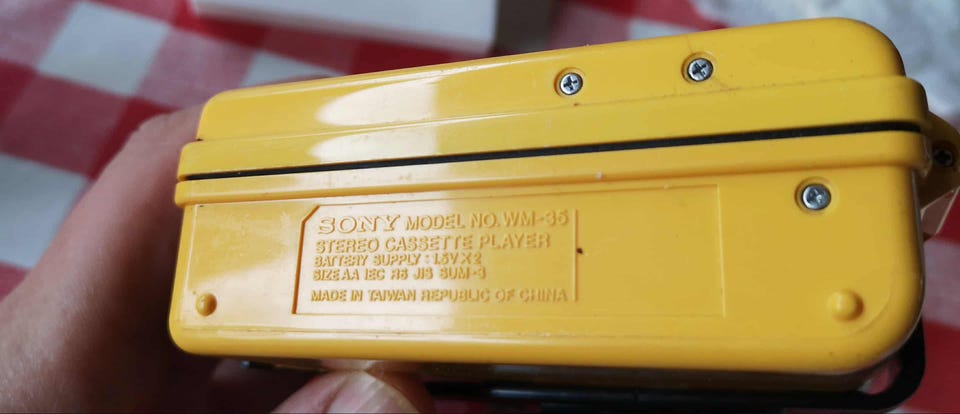 SONY MODEL NO. WM-35
STEREO CASSETTE PLAYER
BATTERY SUPPLY : 1.5V X 2
SIZE AA IEC R6 JIS SUM-3
MADE IN TAIWAN REPUBLIC OF CHINA